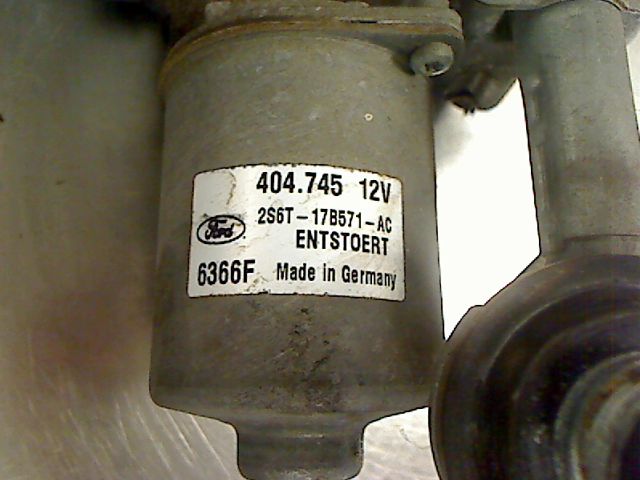 404.745 12V
Ford
2S6T-17B571-AC
ENTSTOERT
6366F Made in Germany